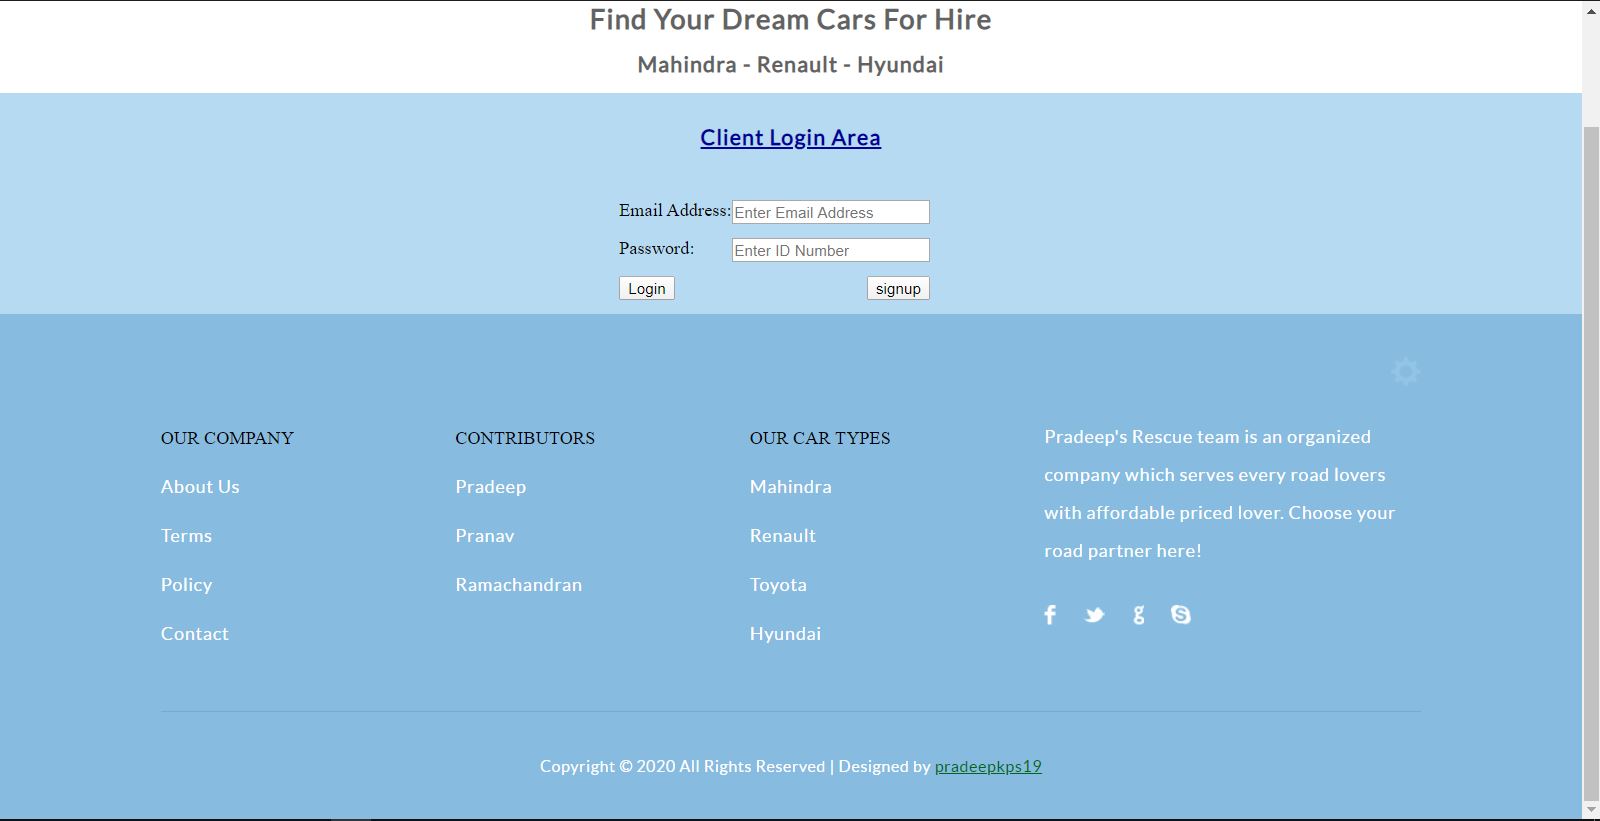 Find Your Dream Cars For Hire
Mahindra - Renault - Hyundai
Client Login Area
Email Address: Enter Email Address
Password: Enter ID Number
Login signup
OUR COMPANY
About Us
Terms
Policy
Contact
CONTRIBUTORS
Pradeep
Pranav
Ramachandran
OUR CAR TYPES
Mahindra
Renault
Toyota
Hyundai
Pradeep's Rescue team is an organized
company which serves every road lovers
with affordable priced lover. Choose your
road partner here!
Copyright © 2020 All Rights Reserved | Designed by pradeepkps19